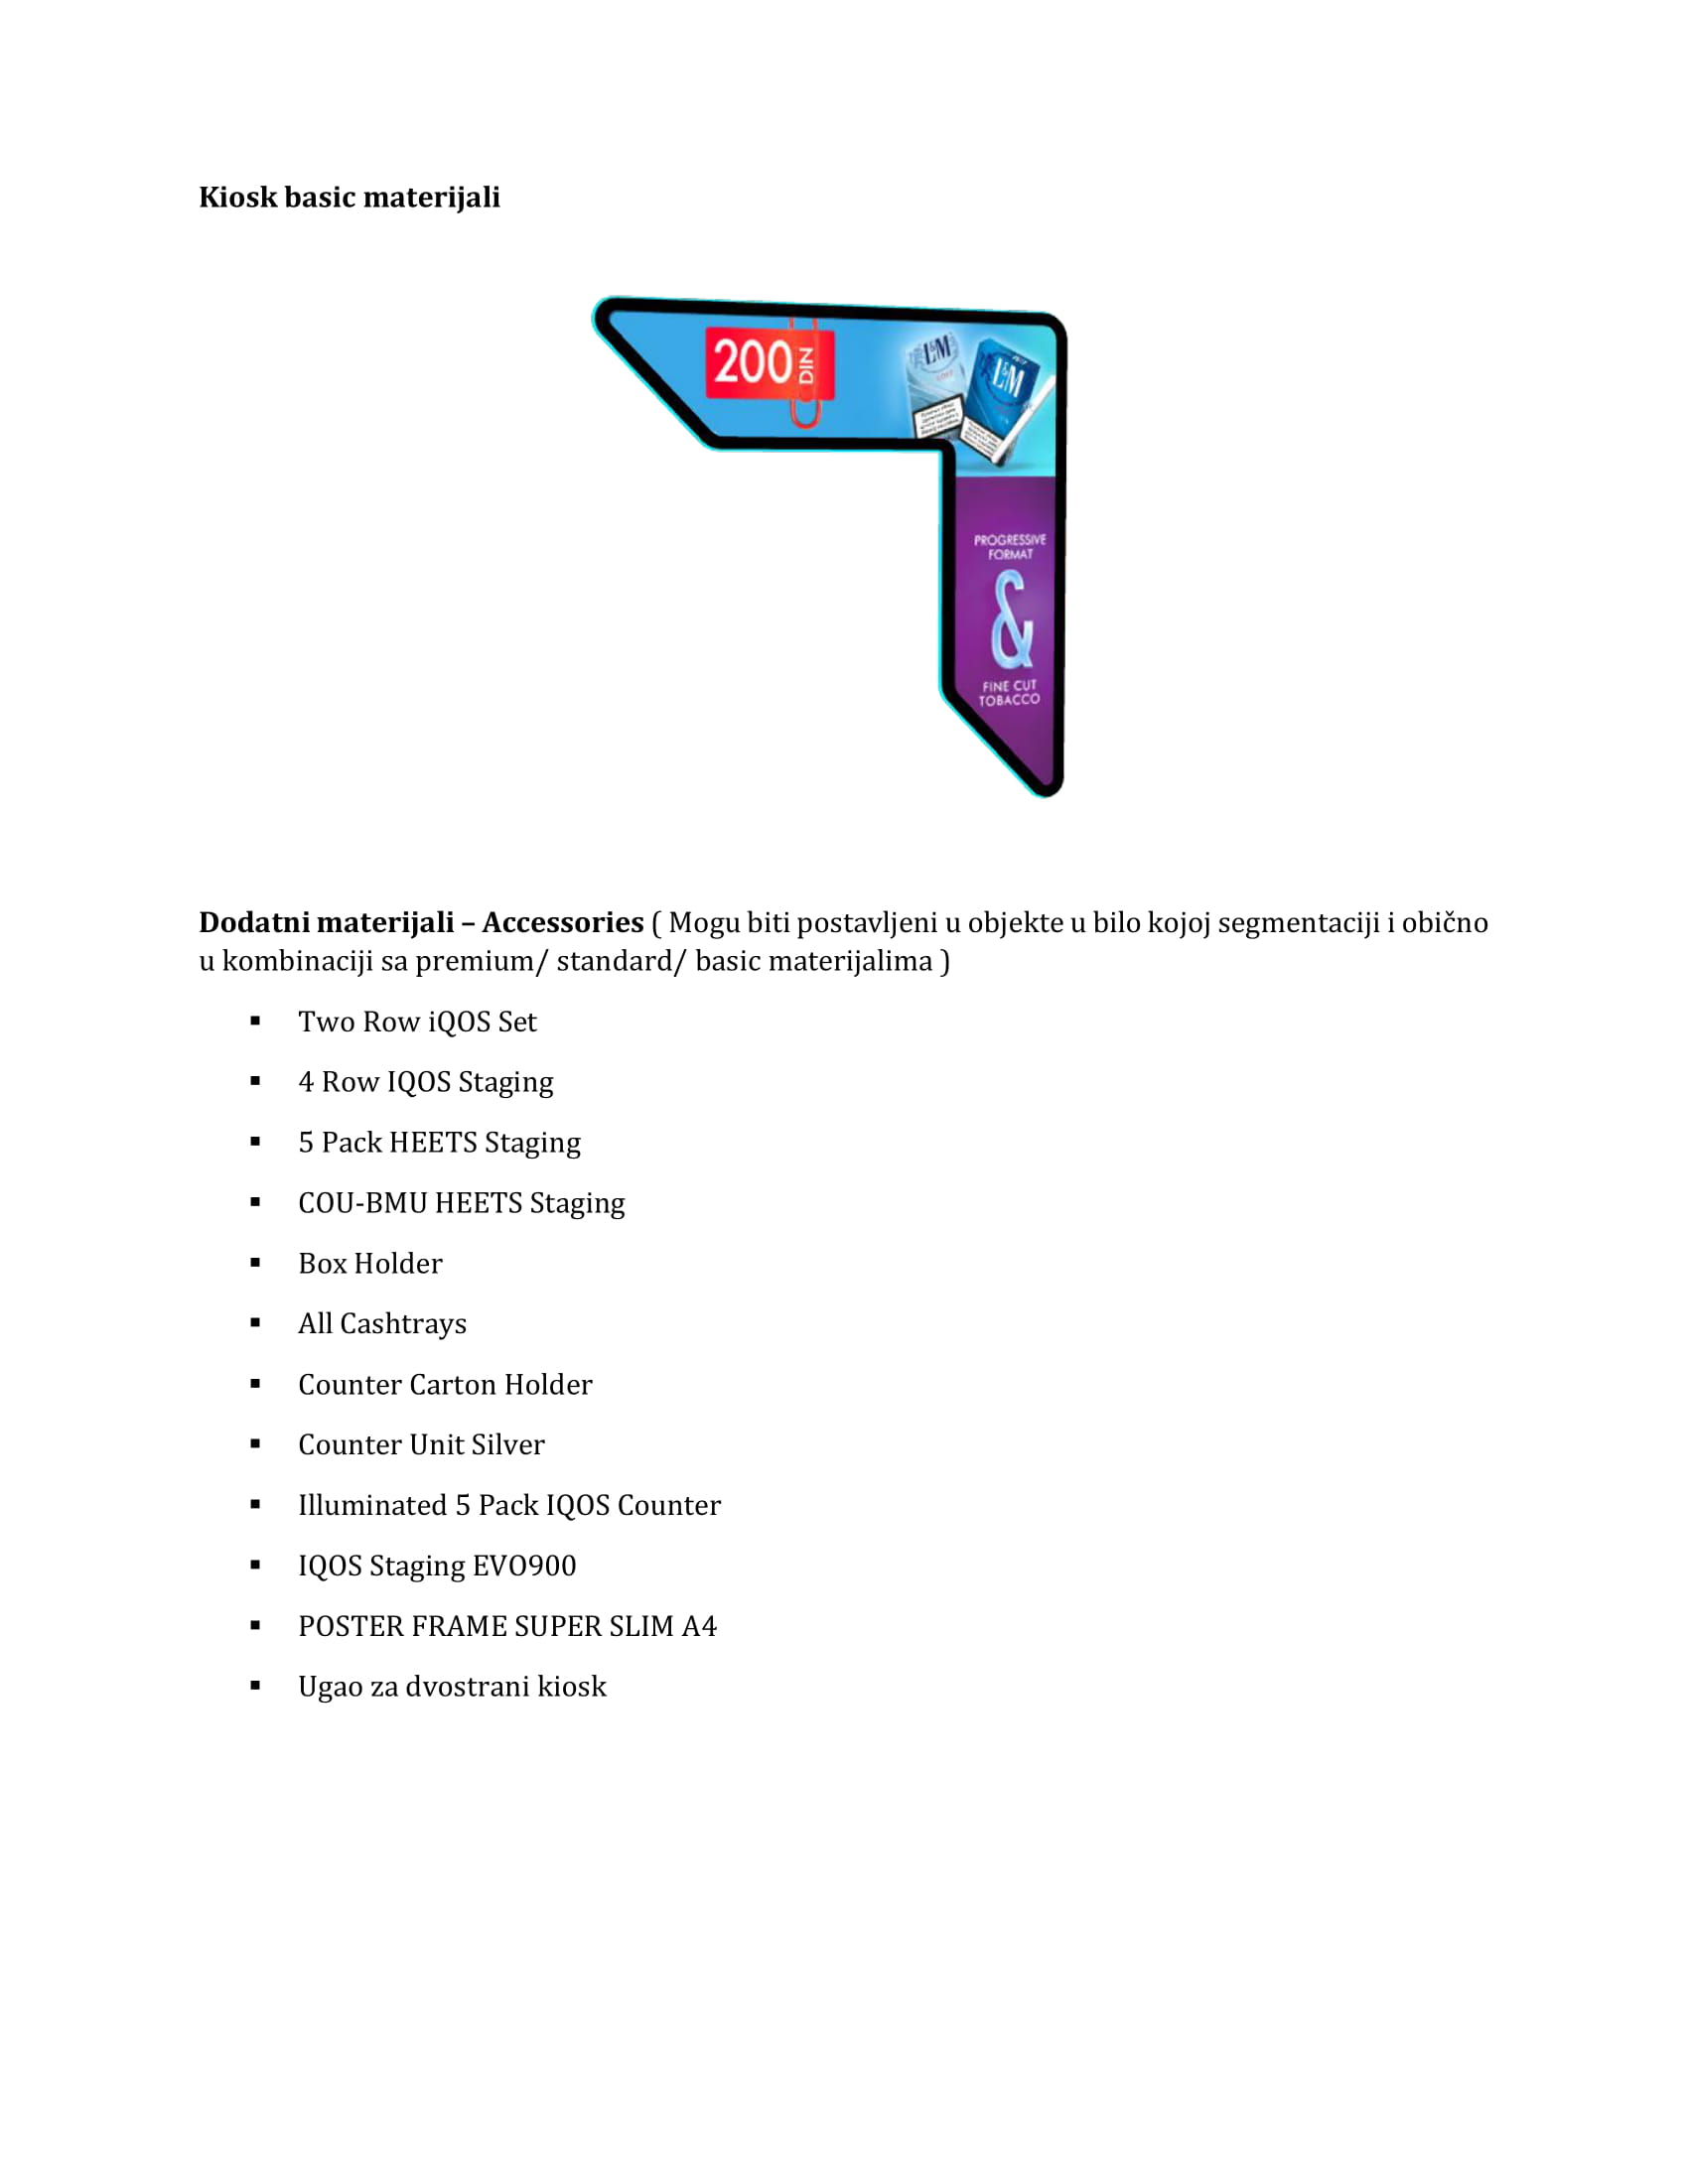 Kiosk basic materijali
200 DIN
L&M
L&M
PROGRESSIVE
FORMAT
&
FINE CUT
TOBACCO
Dodatni materijali – Accessories ( Mogu biti postavljeni u objekte u bilo kojoj segmentaciji i obično
u kombinaciji sa premium/ standard/ basic materijalima )
▪ Two Row iQOS Set
▪ 4 Row IQOS Staging
▪ 5 Pack HEETS Staging
▪ COU-BMU HEETS Staging
▪ Box Holder
▪ All Cashtrays
▪ Counter Carton Holder
▪ Counter Unit Silver
▪ Illuminated 5 Pack IQOS Counter
▪ IQOS Staging EVO900
▪ POSTER FRAME SUPER SLIM A4
▪ Ugao za dvostrani kiosk